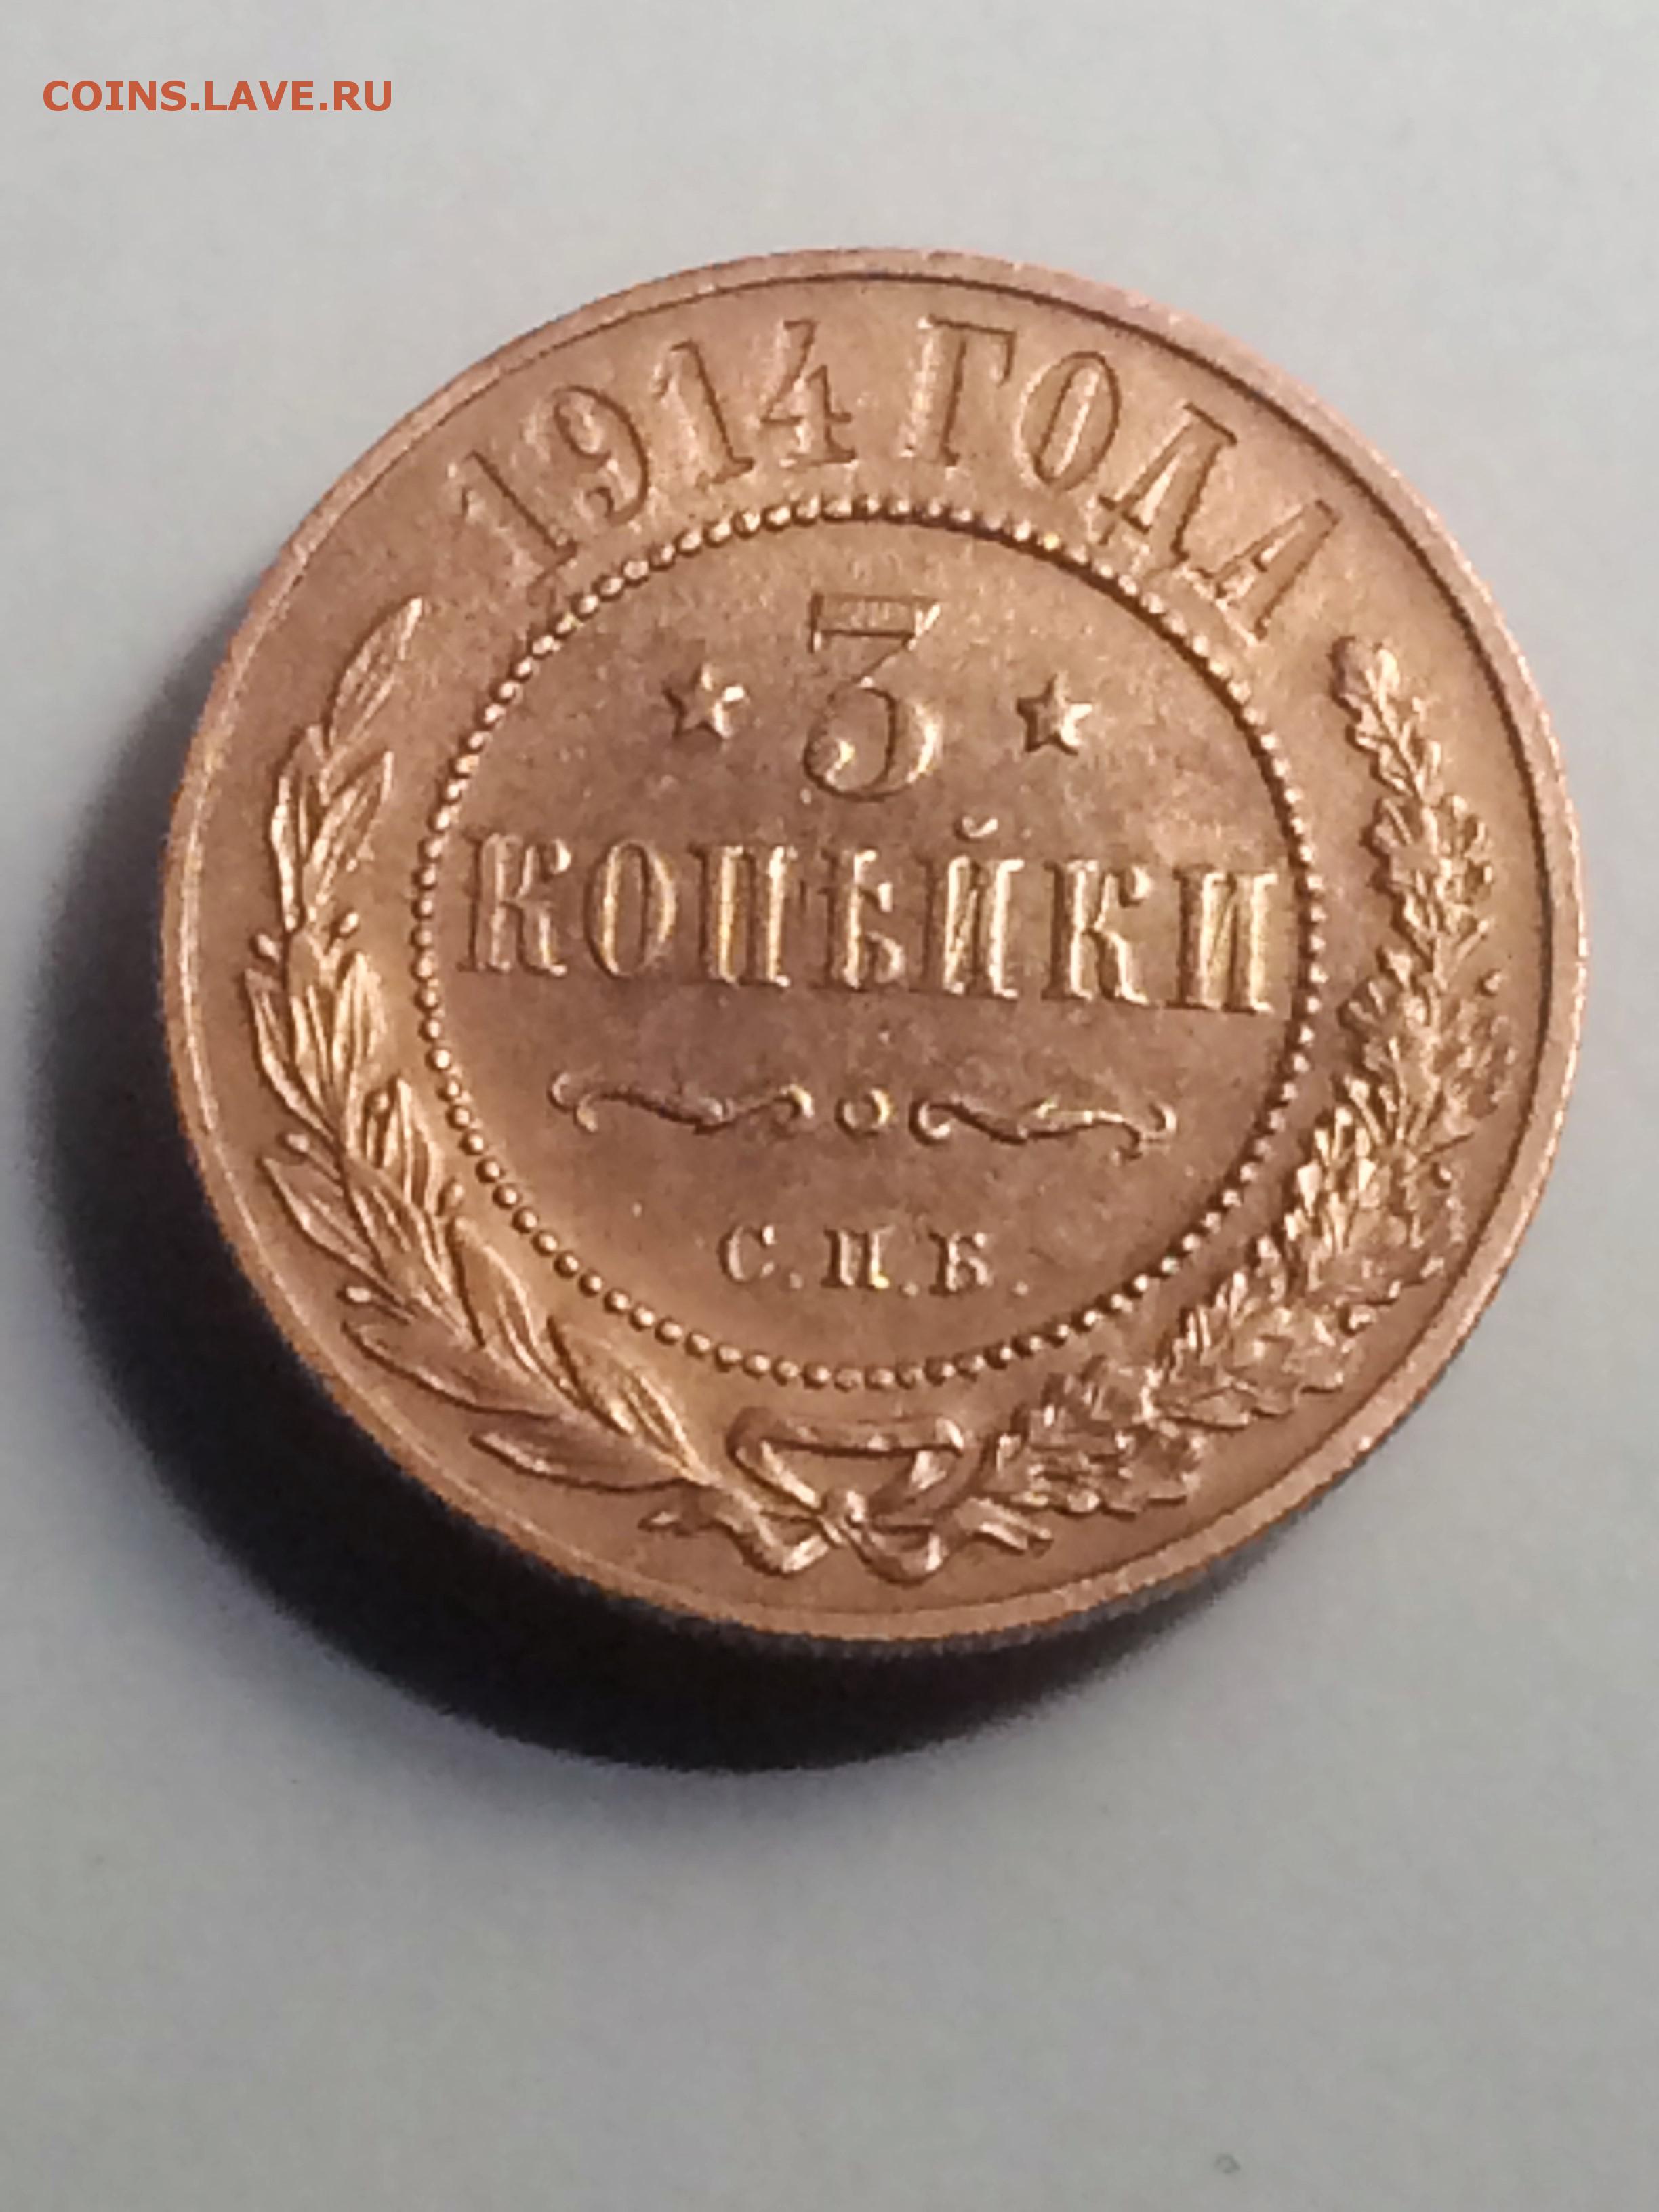 COINS.LAVE.RU
1914 ГОДА
3
КОПѢЙКИ
С.П.Б.